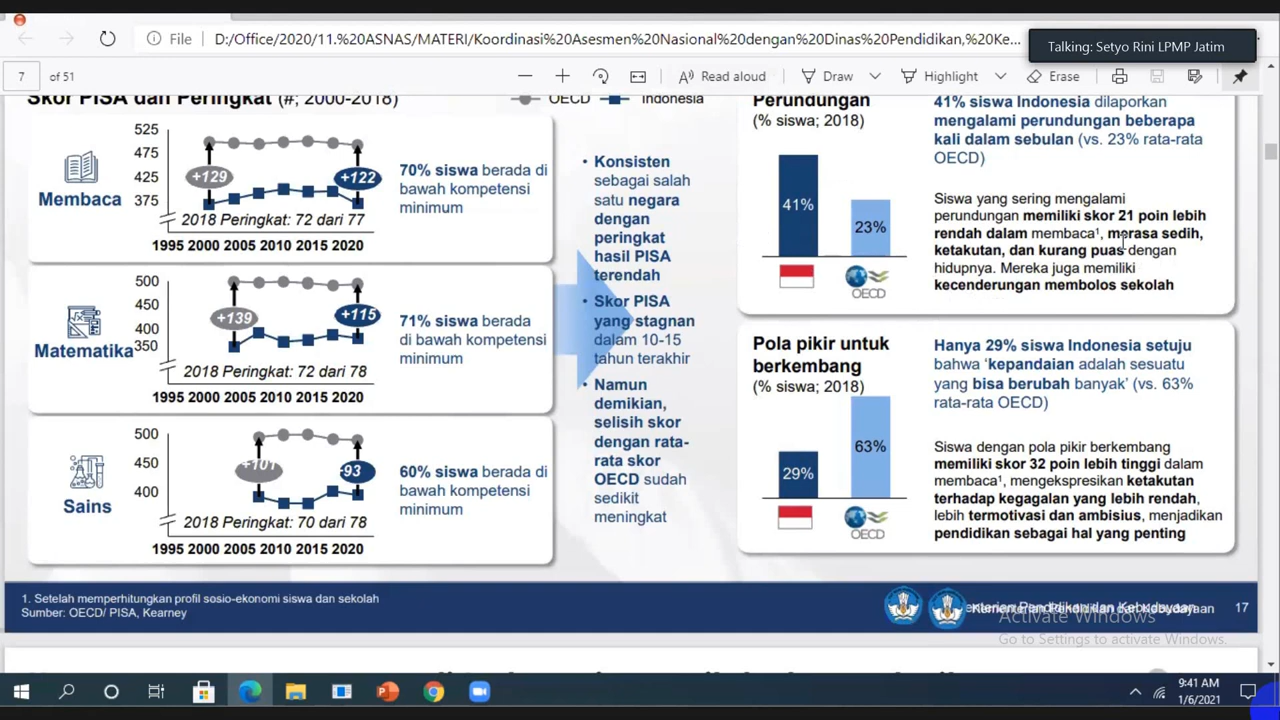 File
D:/Office/2020/11.%20ASNAS/MATERI/Koordinasi%20Asesmen%20Nasional%20dengan%20Dinas%20Pendidikan,%20Ke...
Talking: Setyo Rini LPMP Jatim
7 of 51
Read aloud
Draw
Highlight
Erase
Skor PISA dan Peringkat (#; 2000-2018)
OECD
Indonesia
Membaca
525
475
425
375
+129
+122
2018 Peringkat: 72 dari 77
1995 2000 2005 2010 2015 2020
70% siswa berada di
bawah kompetensi
minimum
Matematika
500
450
400
350
+139
+115
2018 Peringkat: 72 dari 78
1995 2000 2005 2010 2015 2020
71% siswa berada
di bawah kompetensi
minimum
Sains
500
450
400
+101
-93
2018 Peringkat: 70 dari 78
1995 2000 2005 2010 2015 2020
60% siswa berada di
bawah kompetensi
minimum
• Konsisten
sebagai salah
satu negara
dengan
peringkat
hasil PISA
terendah
• Skor PISA
yang stagnan
dalam 10-15
tahun terakhir
• Namun
demikian,
selisih skor
dengan rata-
rata skor
OECD sudah
sedikit
meningkat
Perundungan
(% siswa; 2018)
41%
23%
OECD
41% siswa Indonesia dilaporkan
mengalami perundungan beberapa
kali dalam sebulan (vs. 23% rata-rata
OECD)
Siswa yang sering mengalami
perundungan memiliki skor 21 poin lebih
rendah dalam membaca¹, merasa sedih,
ketakutan, dan kurang puas dengan
hidupnya. Mereka juga memiliki
kecenderungan membolos sekolah
Pola pikir untuk
berkembang
(% siswa; 2018)
29%
63%
OECD
Hanya 29% siswa Indonesia setuju
bahwa ‘kepandaian adalah sesuatu
yang bisa berubah banyak’ (vs. 63%
rata-rata OECD)
Siswa dengan pola pikir berkembang
memiliki skor 32 poin lebih tinggi dalam
membaca¹, mengekspresikan ketakutan
terhadap kegagalan yang lebih rendah,
lebih termotivasi dan ambisius, menjadikan
pendidikan sebagai hal yang penting
1. Setelah memperhitungkan profil sosio-ekonomi siswa dan sekolah
Sumber: OECD/ PISA, Kearney
Kementerian Pendidikan dan Kebudayaan
17
Activate Windows
Go to Settings to activate Windows.
9:41 AM
1/6/2021